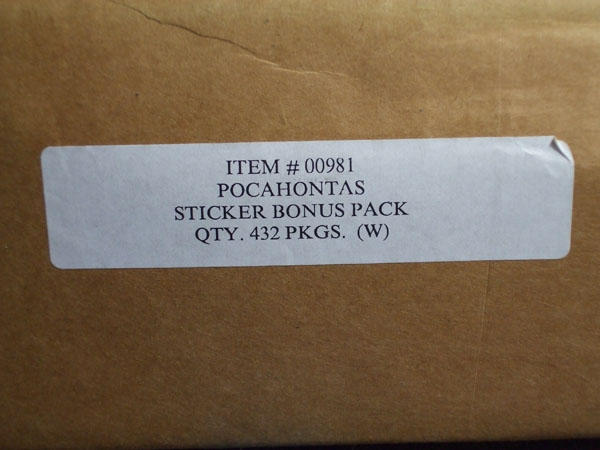 ITEM # 00981
POCAHONTAS
STICKER BONUS PACK
QTY. 432 PKGS. (W)